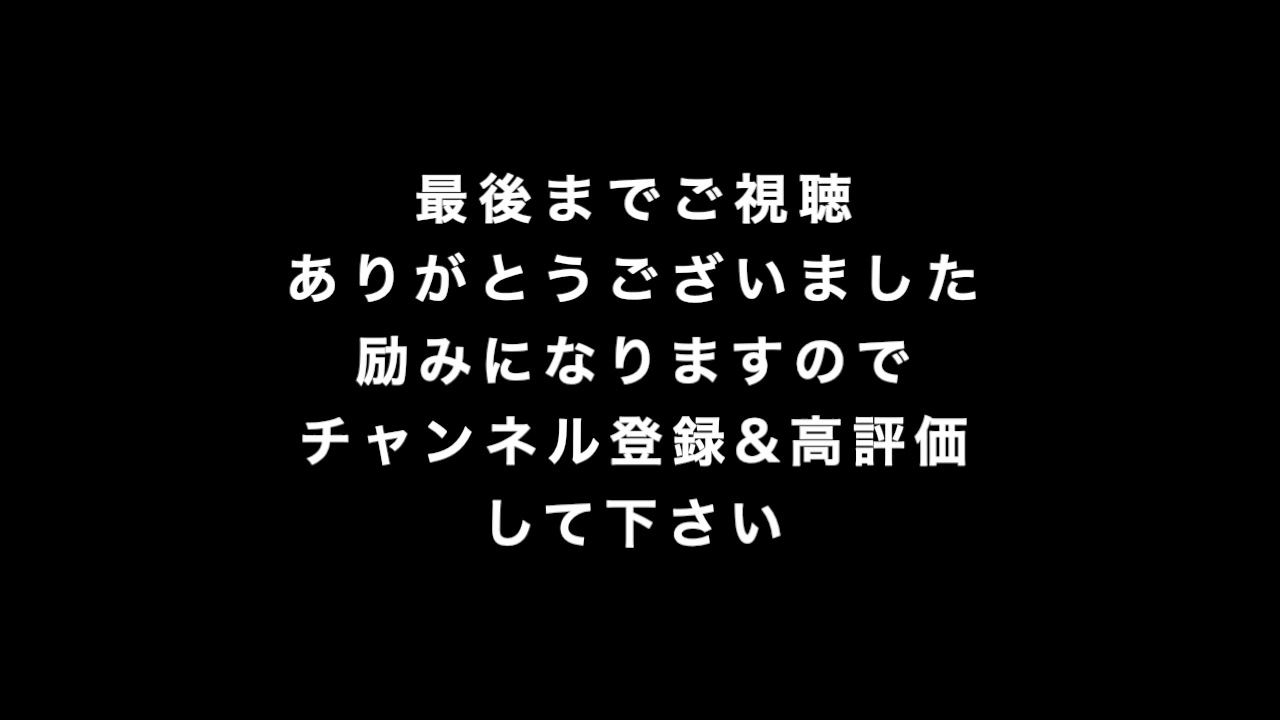 最後までご視聴
ありがとうございました
励みになりますので
チャンネル登録&高評価
して下さい